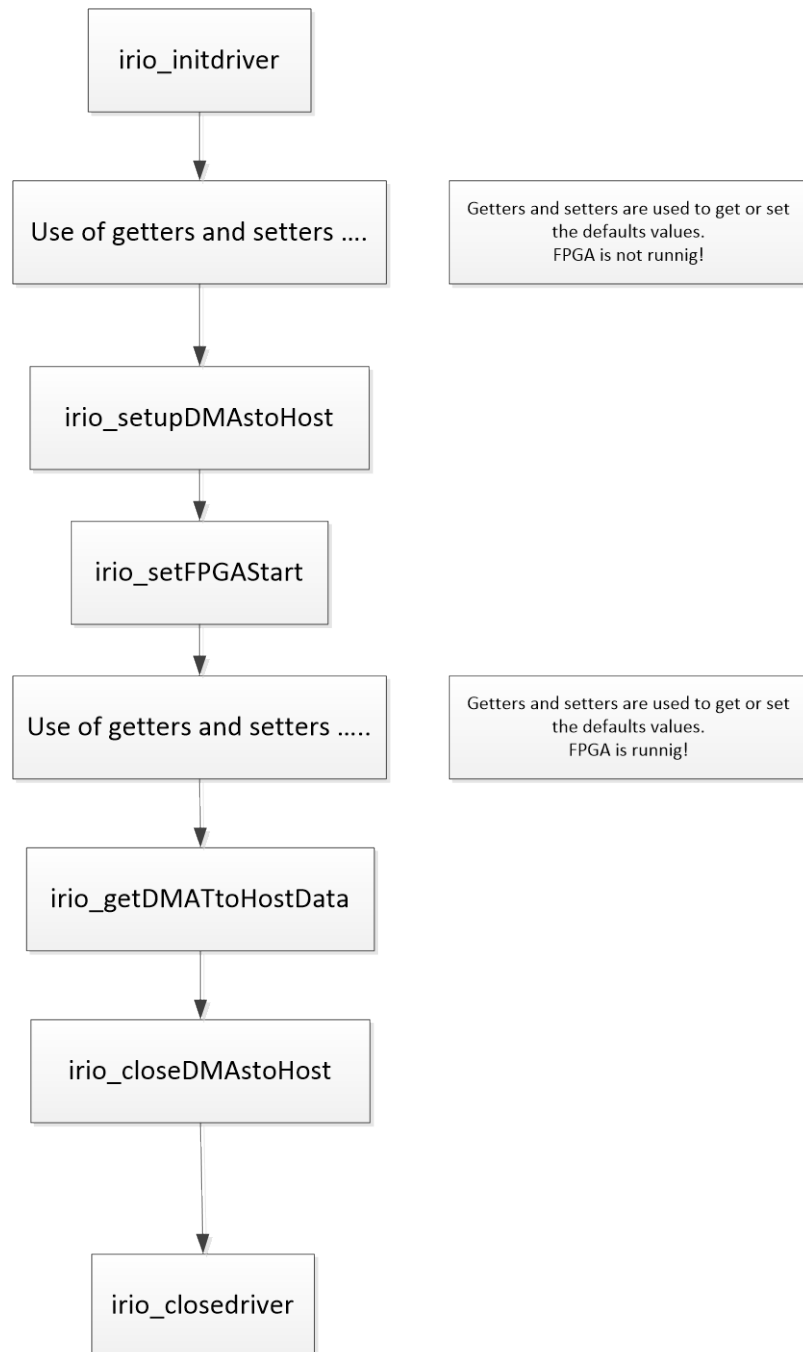 irio_initdriver
Use of getters and setters ....
Getters and setters are used to get or set
the defaults values.
FPGA is not runnig!
irio_setupDMAstoHost
irio_setFPGAStart
Use of getters and setters .....
Getters and setters are used to get or set
the defaults values.
FPGA is runnig!
irio_getDMATtoHostData
irio_closeDMAstoHost
irio_closedriver